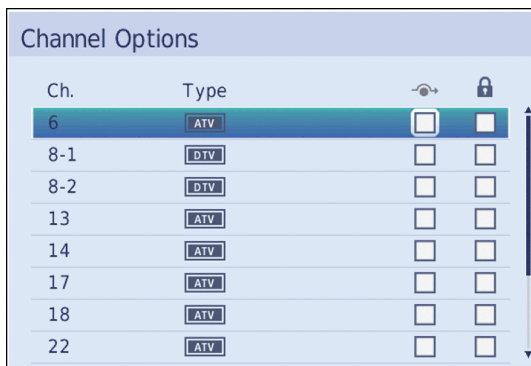 Channel Options
Ch. Type
6 ATV
8-1 DTV
8-2 DTV
13 ATV
14 ATV
17 ATV
18 ATV
22 ATV